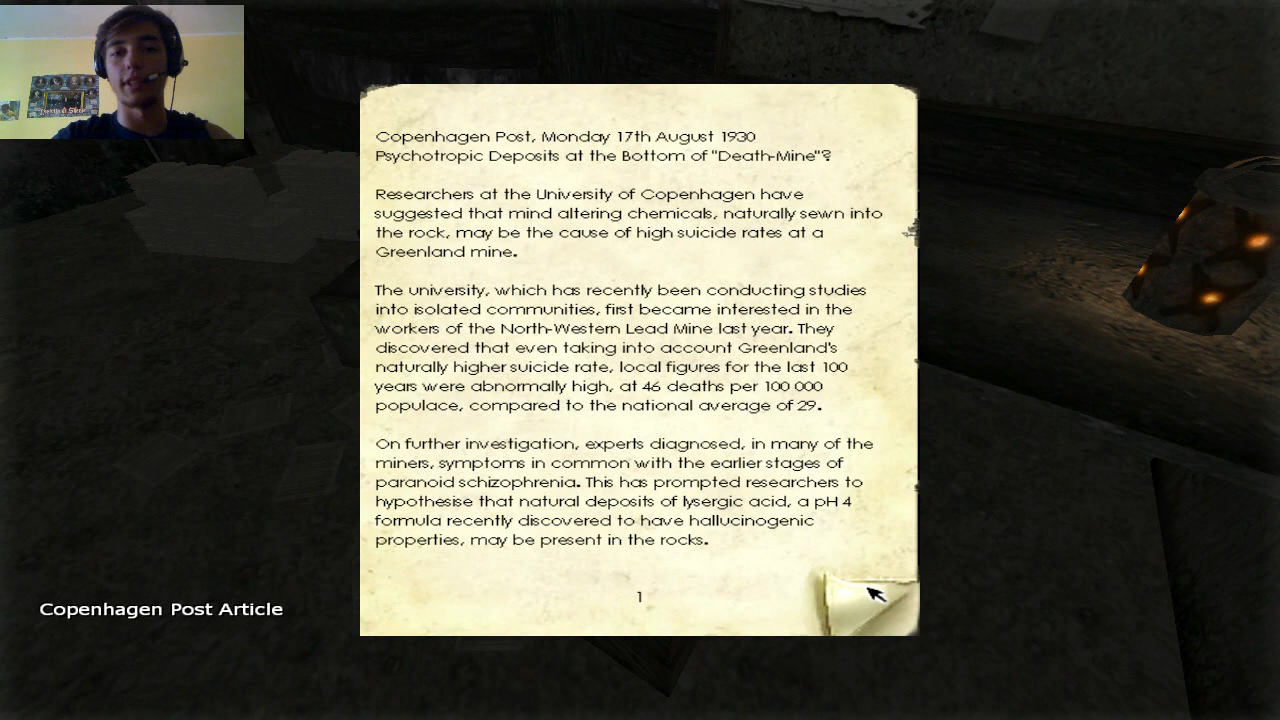 Copenhagen Post, Monday 17th August 1930
Psychotropic Deposits at the Bottom of "Death-Mine"?
Researchers at the University of Copenhagen have
suggested that mind altering chemicals, naturally sewn into
the rock, may be the cause of high suicide rates at a
Greenland mine.
The university, which has recently been conducting studies
into isolated communities, first became interested in the
workers of the North-Western Lead Mine last year. They
discovered that even taking into account Greenland's
naturally higher suicide rate, local figures for the last 100
years were abnormally high, at 46 deaths per 100 000
populace, compared to the national average of 29.
On further investigation, experts diagnosed, in many of the
miners, symptoms in common with the earlier stages of
paranoid schizophrenia. This has prompted researchers to
hypothesise that natural deposits of lysergic acid, a pH 4
formula recently discovered to have hallucinogenic
properties, may be present in the rocks.
1
Copenhagen Post Article